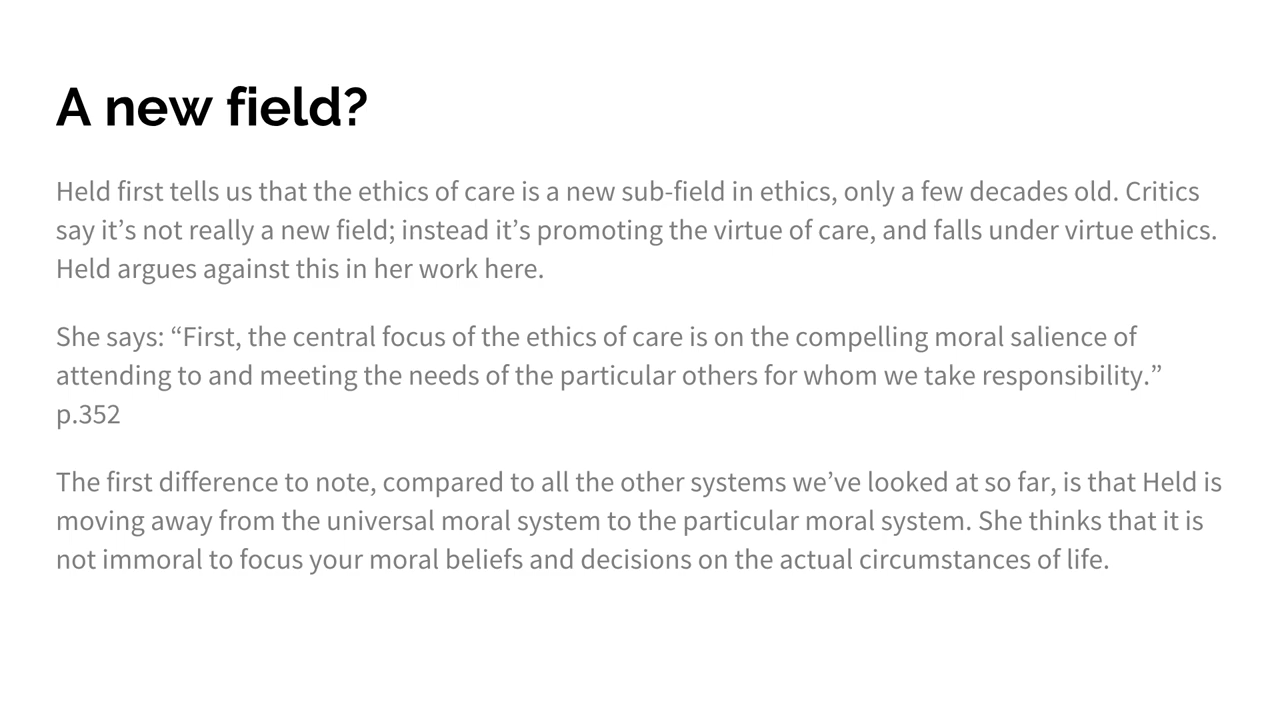 A new field?
Held first tells us that the ethics of care is a new sub-field in ethics, only a few decades old. Critics
say it’s not really a new field; instead it’s promoting the virtue of care, and falls under virtue ethics.
Held argues against this in her work here.
She says: “First, the central focus of the ethics of care is on the compelling moral salience of
attending to and meeting the needs of the particular others for whom we take responsibility.”
p.352
The first difference to note, compared to all the other systems we’ve looked at so far, is that Held is
moving away from the universal moral system to the particular moral system. She thinks that it is
not immoral to focus your moral beliefs and decisions on the actual circumstances of life.